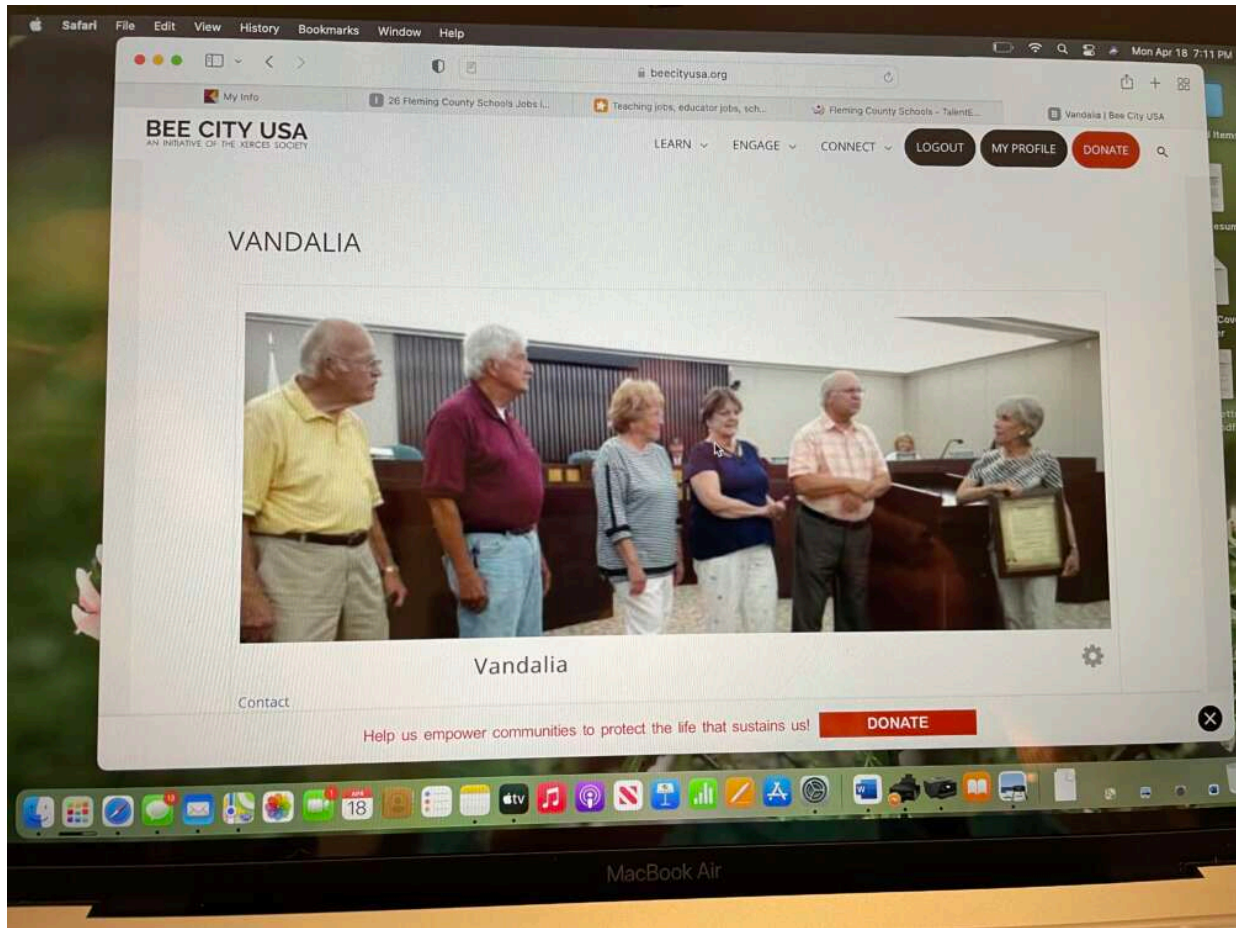 Safari File Edit View History Bookmarks Window Help
Mon Apr 18 7:11 PM
beecityusa.org
My Info
26 Fleming County Schools Jobs i...
Teaching jobs, educator jobs, sch...
Fleming County Schools – TalentE...
Vandalia | Bee City USA
BEE CITY USA
AN INITIATIVE OF THE XERCES SOCIETY
LEARN ENGAGE CONNECT LOGOUT MY PROFILE DONATE
VANDALIA
Vandalia
Contact
Help us empower communities to protect the life that sustains us! DONATE
13
1
APR
18
tv
MacBook Air